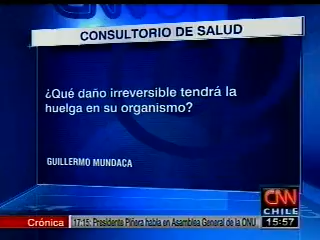 CNN
CONSULTORIO DE SALUD
¿Qué daño irreversible tendrá la
huelga en su organismo?
GUILLERMO MUNDACA
CNN
CHILE
Crónica
17:15: Presidente Piñera habla en Asamblea General de la ONU
15:57